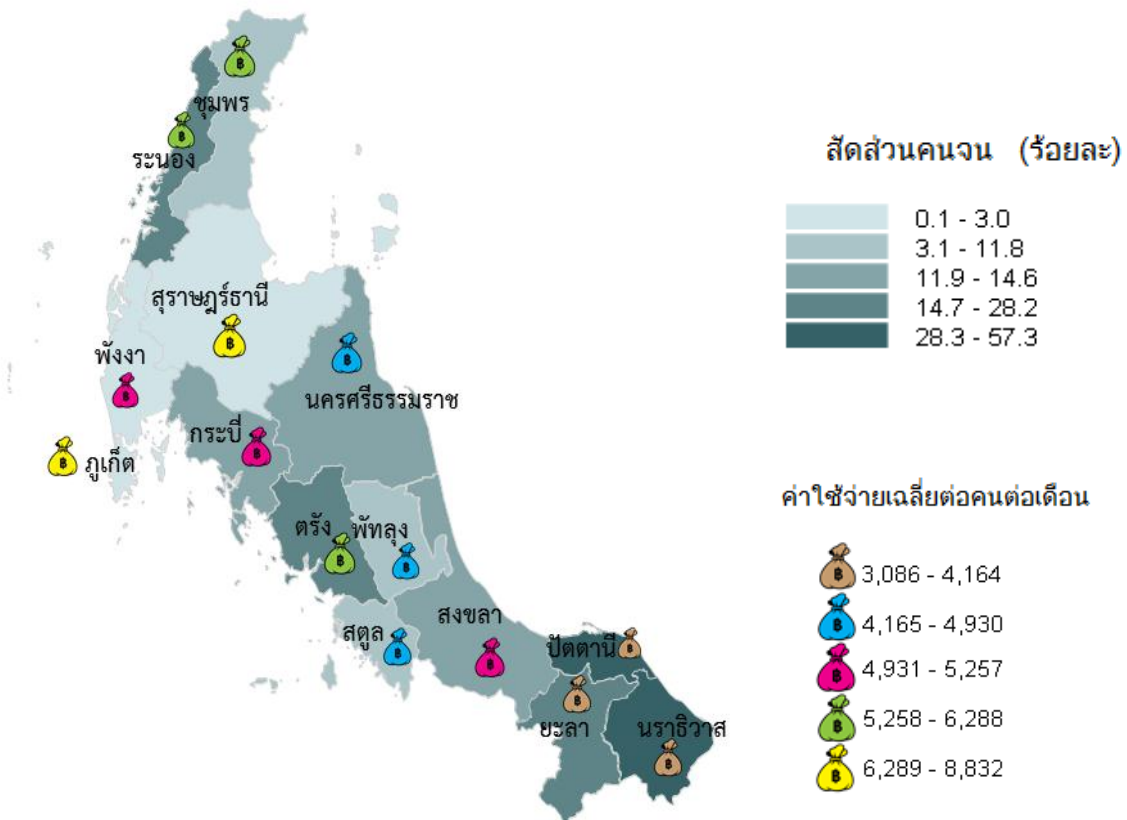 ชุมพร
ระนอง
สุราษฎร์ธานี
พังงา
นครศรีธรรมราช
กระบี่
ภูเก็ต
ตรัง
พัทลุง
สงขลา
สตูล
ปัตตานี
ยะลา
นราธิวาส
สัดส่วนคนจน (ร้อยละ)
0.1 - 3.0
3.1 - 11.8
11.9 - 14.6
14.7 - 28.2
28.3 - 57.3
ค่าใช้จ่ายเฉลี่ยต่อคนต่อเดือน
฿ 3,086 - 4,164
฿ 4,165 - 4,930
฿ 4,931 - 5,257
฿ 5,258 - 6,288
฿ 6,289 - 8,832